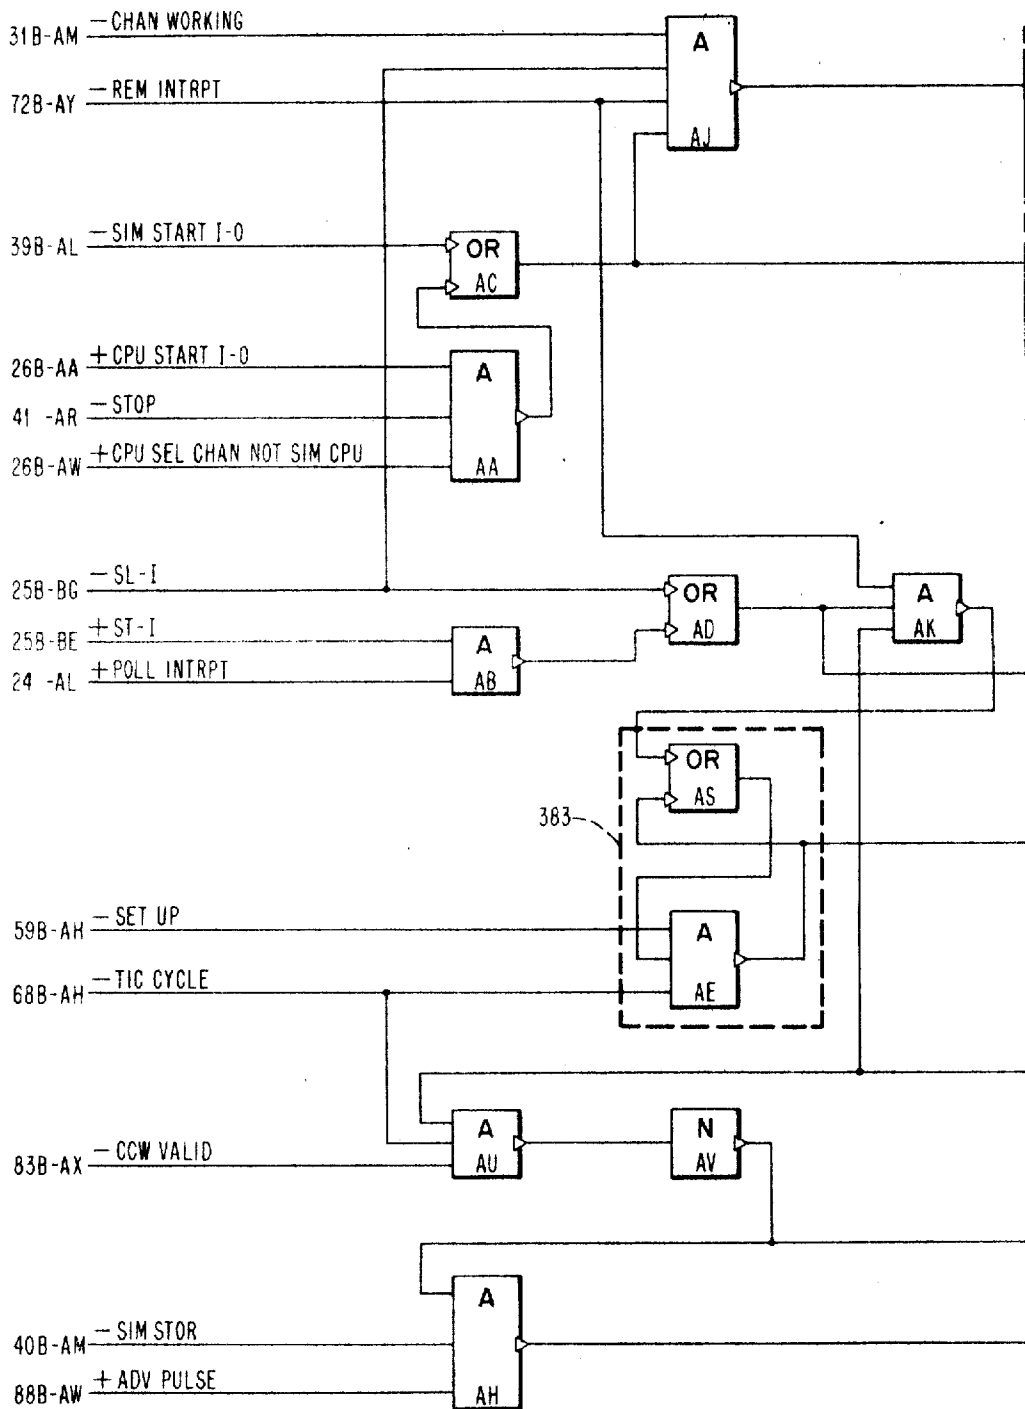 31B-AM — CHAN WORKING
A
AJ
72B-AY — REM INTRPT
39B-AL — SIM START I-O
OR
AC
26B-AA + CPU START I-O
A
AA
41 -AR — STOP
26B-AW + CPU SEL CHAN NOT SIM CPU
25B-BG — SL-I
OR
AD
A
AK
25B-BE + ST-I
A
AB
24 -AL + POLL INTRPT
OR
AS
383
59B-AH — SET UP
A
AE
68B-AH — TIC CYCLE
A
AU
N
AV
83B-AX — CCW VALID
A
AH
40B-AM — SIM STOR
88B-AW + ADV PULSE